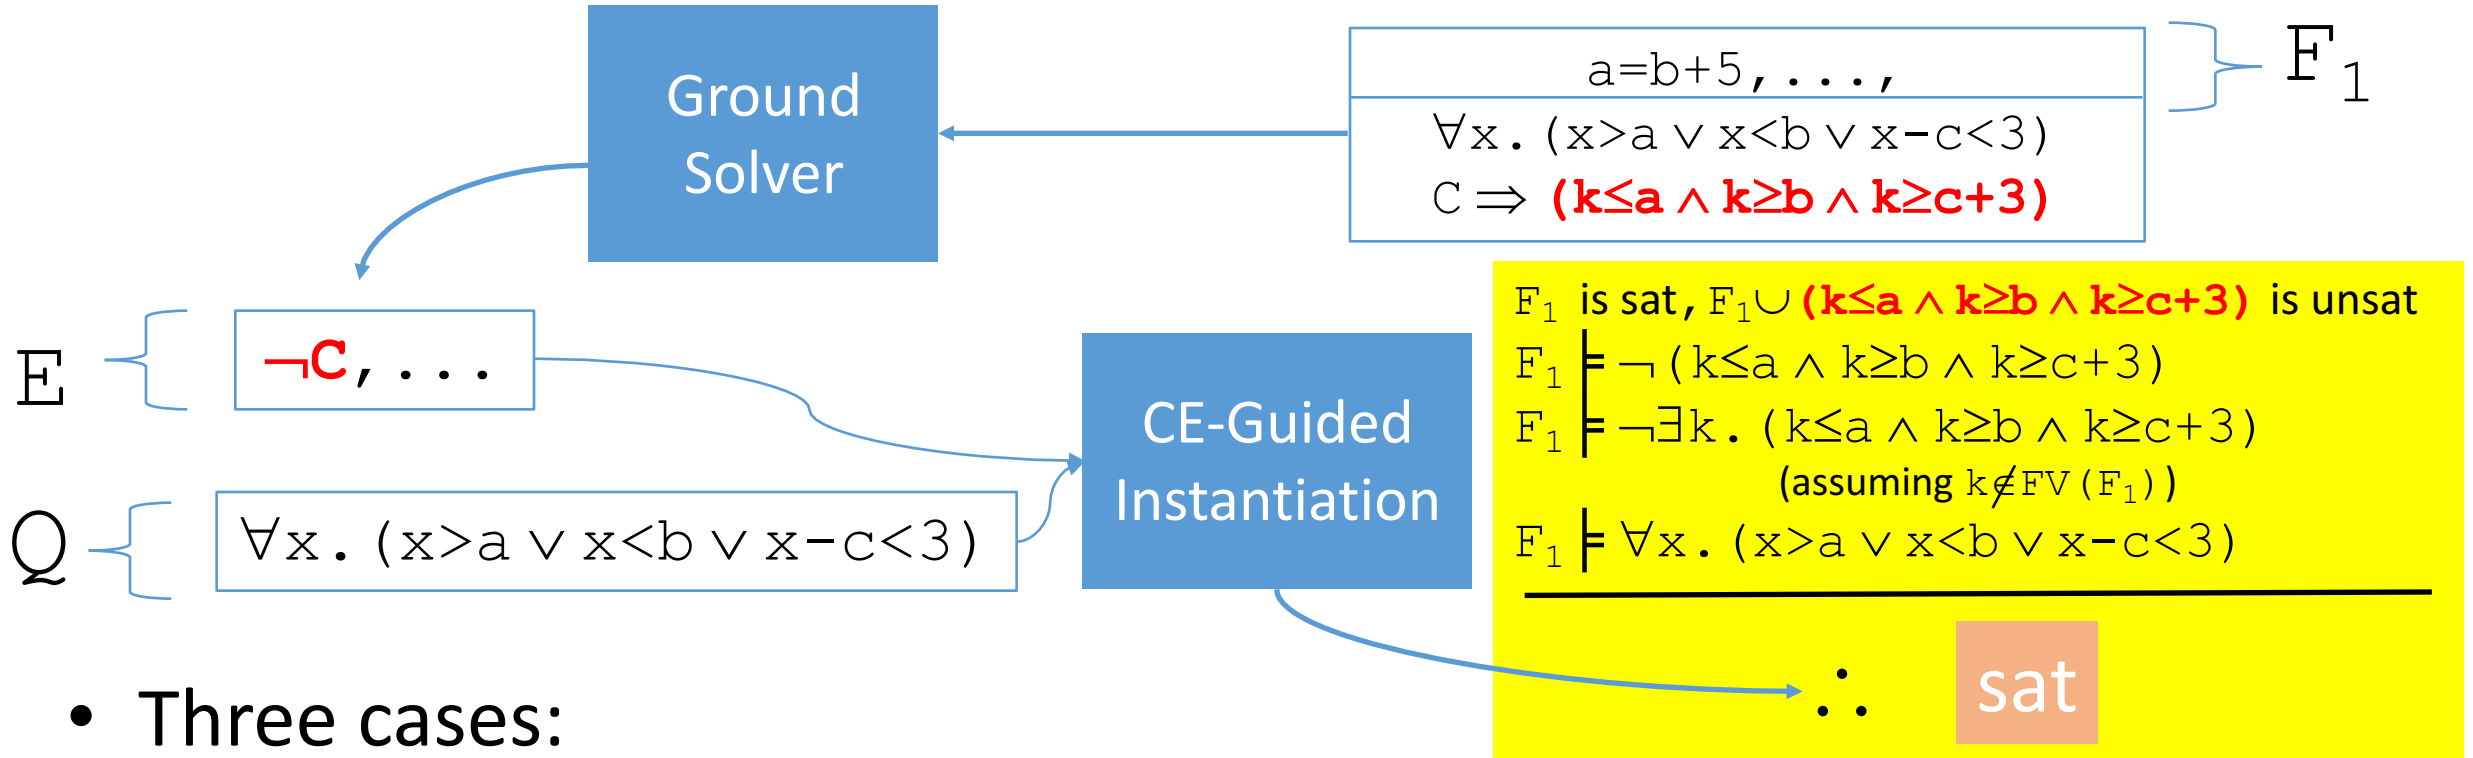 Ground
Solver
a=b+5,...,
∀x.(x>a ∨ x<b ∨ x-c<3)
C ⇒ (k≤a ∧ k≥b ∧ k≥c+3)
F₁
E
¬C,...
Q
∀x.(x>a ∨ x<b ∨ x-c<3)
CE-Guided
Instantiation
F₁ is sat, F₁∪(k≤a ∧ k≥b ∧ k≥c+3) is unsat
F₁ ⊨ ¬(k≤a ∧ k≥b ∧ k≥c+3)
F₁ ⊨ ¬∃k.(k≤a ∧ k≥b ∧ k≥c+3)
(assuming k∉FV(F₁))
F₁ ⊨ ∀x.(x>a ∨ x<b ∨ x-c<3)
∴ sat
• Three cases: